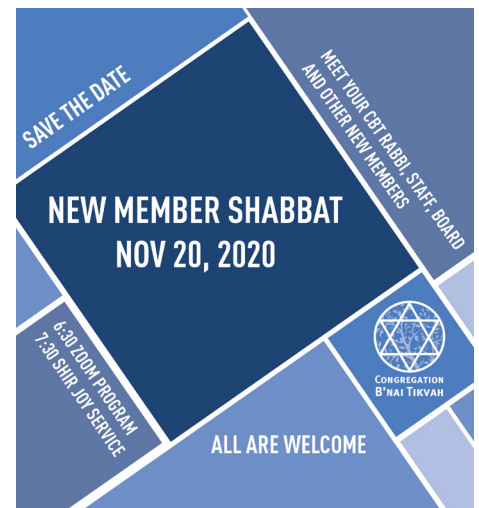 SAVE THE DATE
MEET YOUR CBT RABBI, STAFF, BOARD
AND OTHER NEW MEMBERS
NEW MEMBER SHABBAT
NOV 20, 2020
6:30 ZOOM PROGRAM
7:30 SHIR JOY SERVICE
CONGREGATION
B'NAI TIKVAH
ALL ARE WELCOME